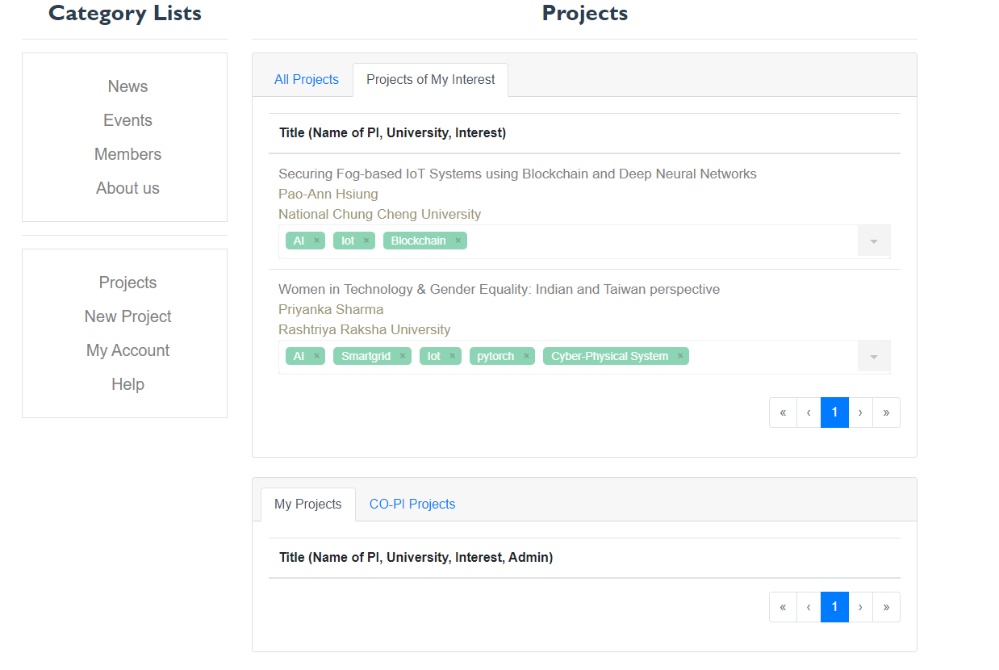 Category Lists
News
Events
Members
About us
Projects
New Project
My Account
Help
Projects
All Projects Projects of My Interest
Title (Name of PI, University, Interest)
Securing Fog-based IoT Systems using Blockchain and Deep Neural Networks
Pao-Ann Hsiung
National Chung Cheng University
AI × Iot × Blockchain ×
Women in Technology & Gender Equality: Indian and Taiwan perspective
Priyanka Sharma
Rashtriya Raksha University
AI × Smartgrid × Iot × pytorch × Cyber-Physical System ×
« ‹ 1 › »
My Projects CO-PI Projects
Title (Name of PI, University, Interest, Admin)
« ‹ 1 › »